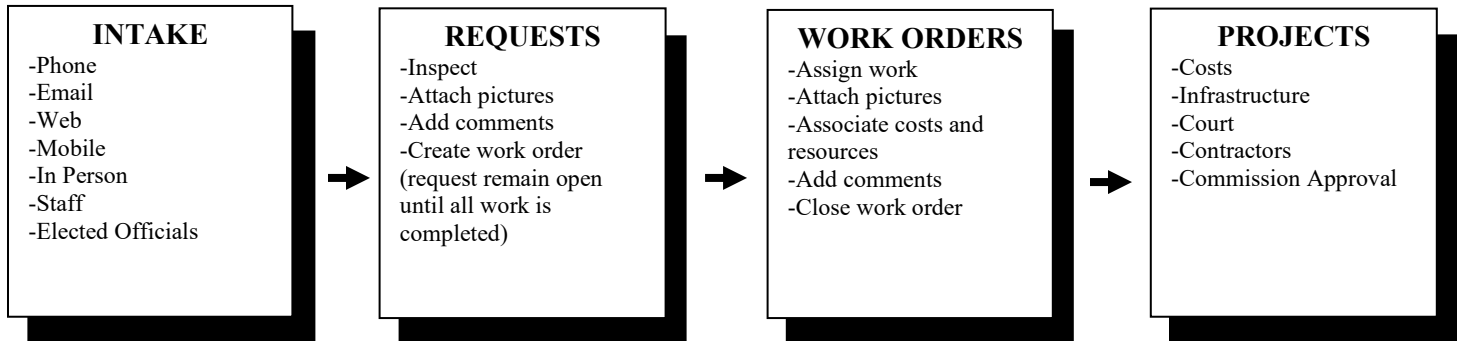 INTAKE
-Phone
-Email
-Web
-Mobile
-In Person
-Staff
-Elected Officials
REQUESTS
-Inspect
-Attach pictures
-Add comments
-Create work order
(request remain open
until all work is
completed)
WORK ORDERS
-Assign work
-Attach pictures
-Associate costs and
resources
-Add comments
-Close work order
PROJECTS
-Costs
-Infrastructure
-Court
-Contractors
-Commission Approval